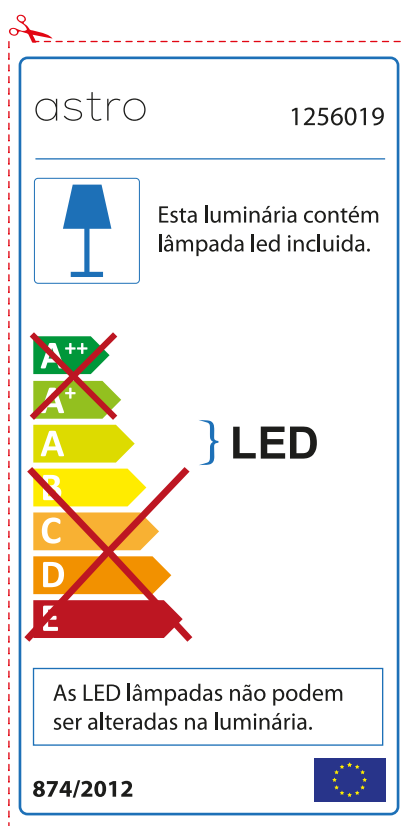 astro
1256019
Esta luminária contém
lâmpada led incluida.
A++
A+
A
B
C
D
E
} LED
As LED lâmpadas não podem
ser alteradas na luminária.
874/2012